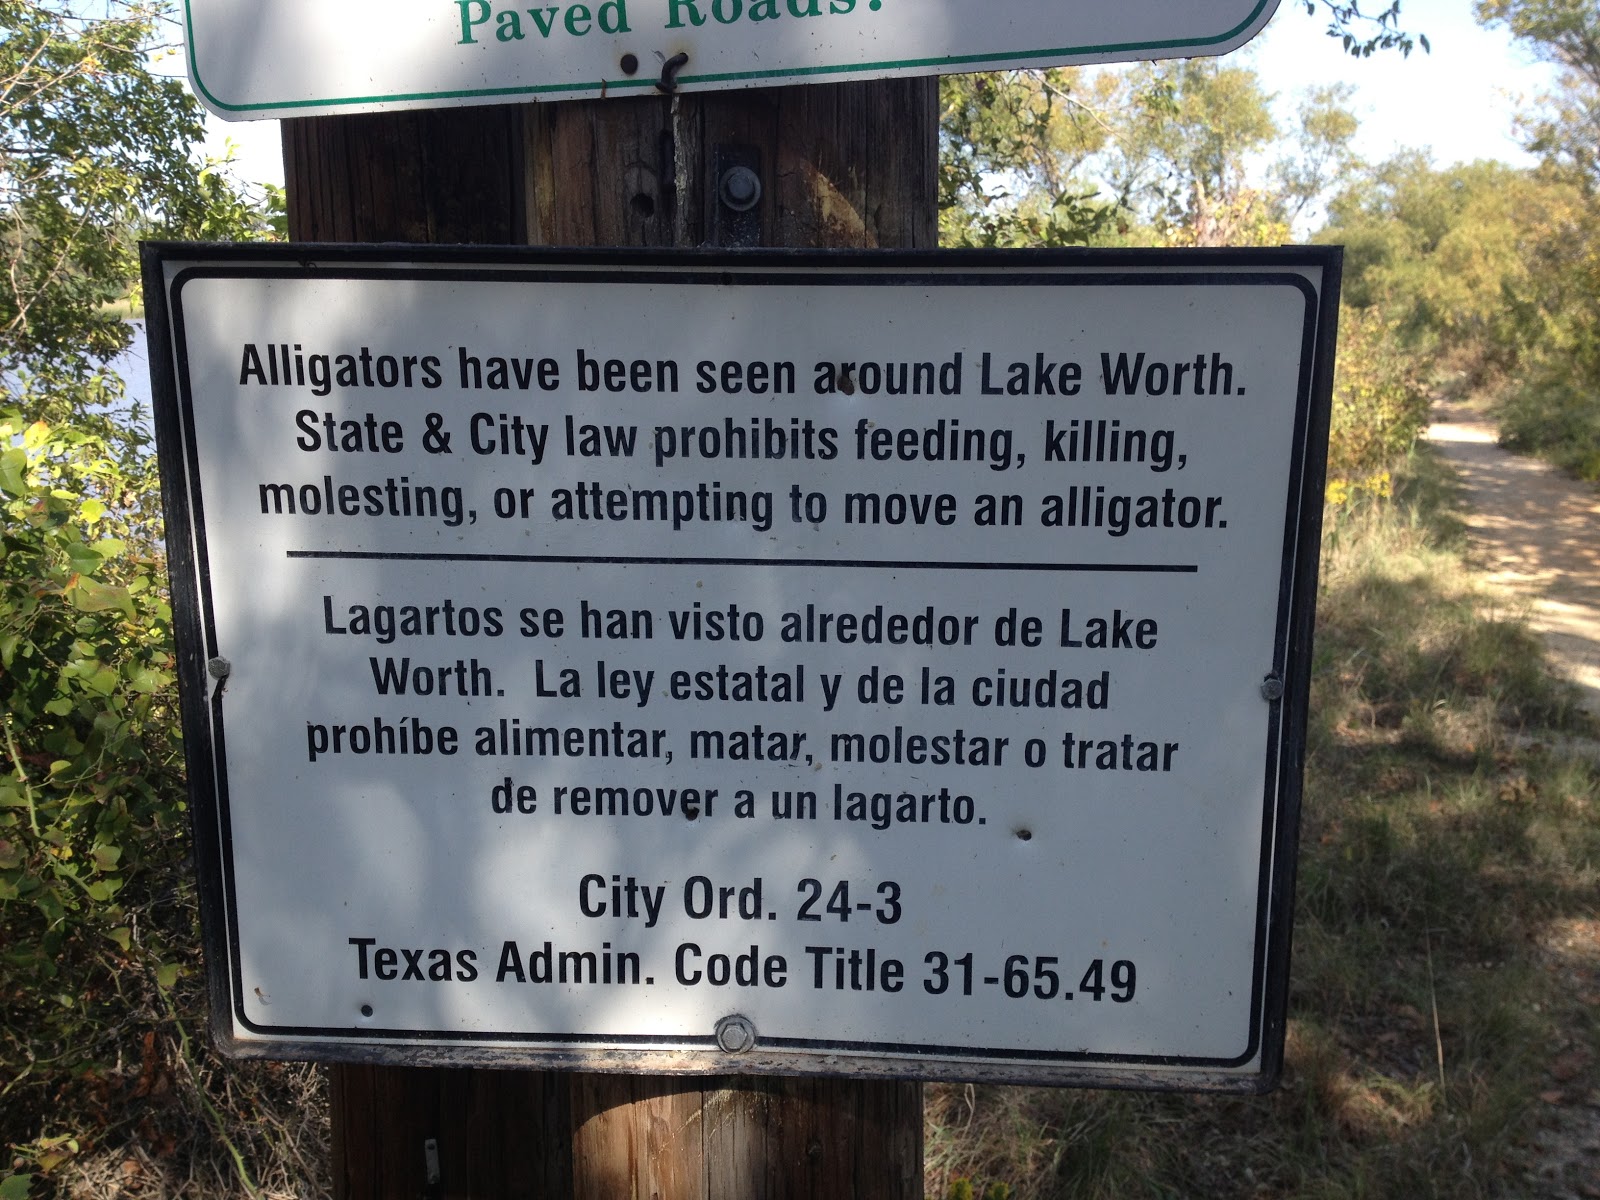 Paved Roads.
Alligators have been seen around Lake Worth.
State & City law prohibits feeding, killing,
molesting, or attempting to move an alligator.
Lagartos se han visto alrededor de Lake
Worth. La ley estatal y de la ciudad
prohíbe alimentar, matar, molestar o tratar
de remover a un lagarto.
City Ord. 24-3
Texas Admin. Code Title 31-65.49